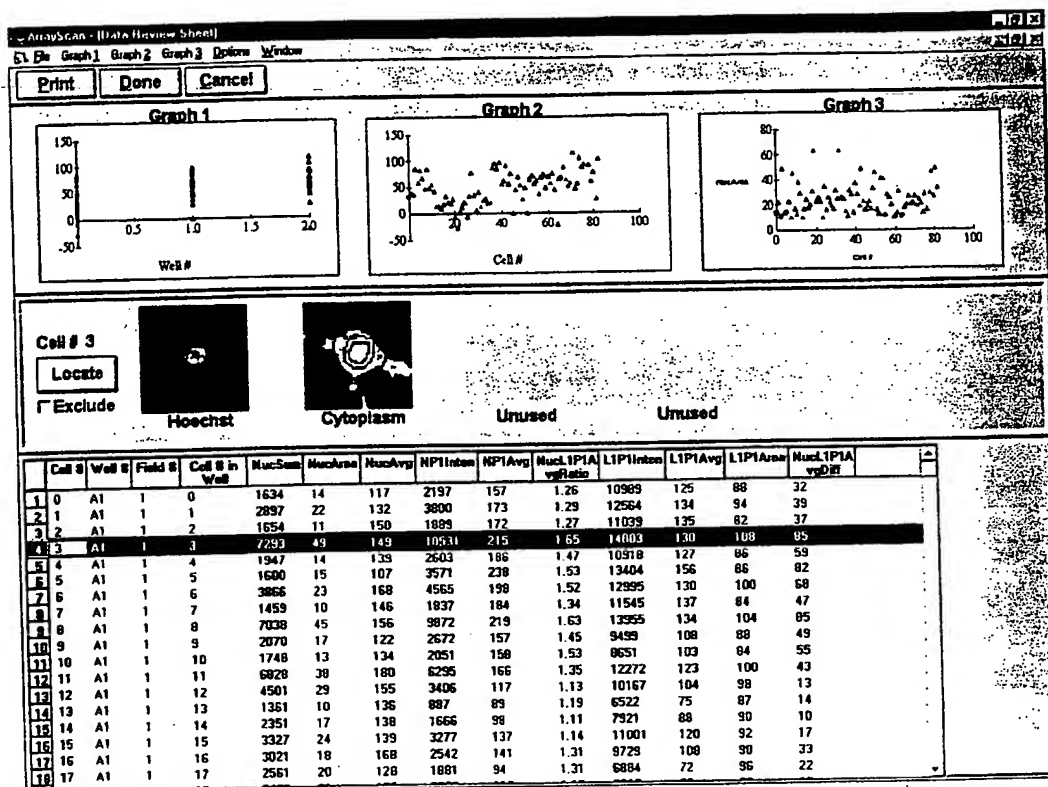 ArrayScan - [Data Review Sheet]
File Graph 1 Graph 2 Graph 3 Options Window
Print Done Cancel
Graph 1
150
100
50
0
-50
0.5 1.0 1.5 2.0
Well #
Graph 2
150
100
50
0
-50
20 40 60 80 100
Cell #
Graph 3
80
60
40
20
0
0 20 40 60 80 100
NucArea
Cell #
Cell # 3
Locate
Exclude
Hoechst
Cytoplasm
Unused
Unused
Cell # Well # Field # Cell # in Well NucSum NucArea NucAvg NP1Inten NP1Avg NucL1P1AvgRatio L1P1Inten L1P1Avg L1P1Area NucL1P1AvgDiff
1 0 A1 1 0 1634 14 117 2197 157 1.26 10989 125 88 32
2 1 A1 1 1 2897 22 132 3800 173 1.29 12564 134 94 39
3 2 A1 1 2 1654 11 150 1889 172 1.27 11039 135 82 37
4 3 A1 1 3 7293 49 149 10531 215 1.65 14003 130 108 85
5 4 A1 1 4 1947 14 139 2603 186 1.47 10918 127 86 59
6 5 A1 1 5 1600 15 107 3571 238 1.53 13404 156 86 82
7 6 A1 1 6 3866 23 168 4565 198 1.52 12995 130 100 68
8 7 A1 1 7 1459 10 146 1837 184 1.34 11545 137 84 47
9 8 A1 1 8 7038 45 156 9872 219 1.63 13955 134 104 85
10 9 A1 1 9 2070 17 122 2672 157 1.45 9499 108 88 49
11 10 A1 1 10 1748 13 134 2051 158 1.53 8651 103 84 55
12 11 A1 1 11 6828 38 180 6295 166 1.35 12272 123 100 43
13 12 A1 1 12 4501 29 155 3406 117 1.13 10167 104 98 13
14 13 A1 1 13 1361 10 136 887 89 1.19 6522 75 87 14
15 14 A1 1 14 2351 17 138 1666 98 1.11 7921 88 90 10
16 15 A1 1 15 3327 24 139 3277 137 1.14 11001 120 92 17
17 16 A1 1 16 3021 18 168 2542 141 1.31 9729 108 90 33
18 17 A1 1 17 2561 20 128 1881 94 1.31 6884 72 96 22